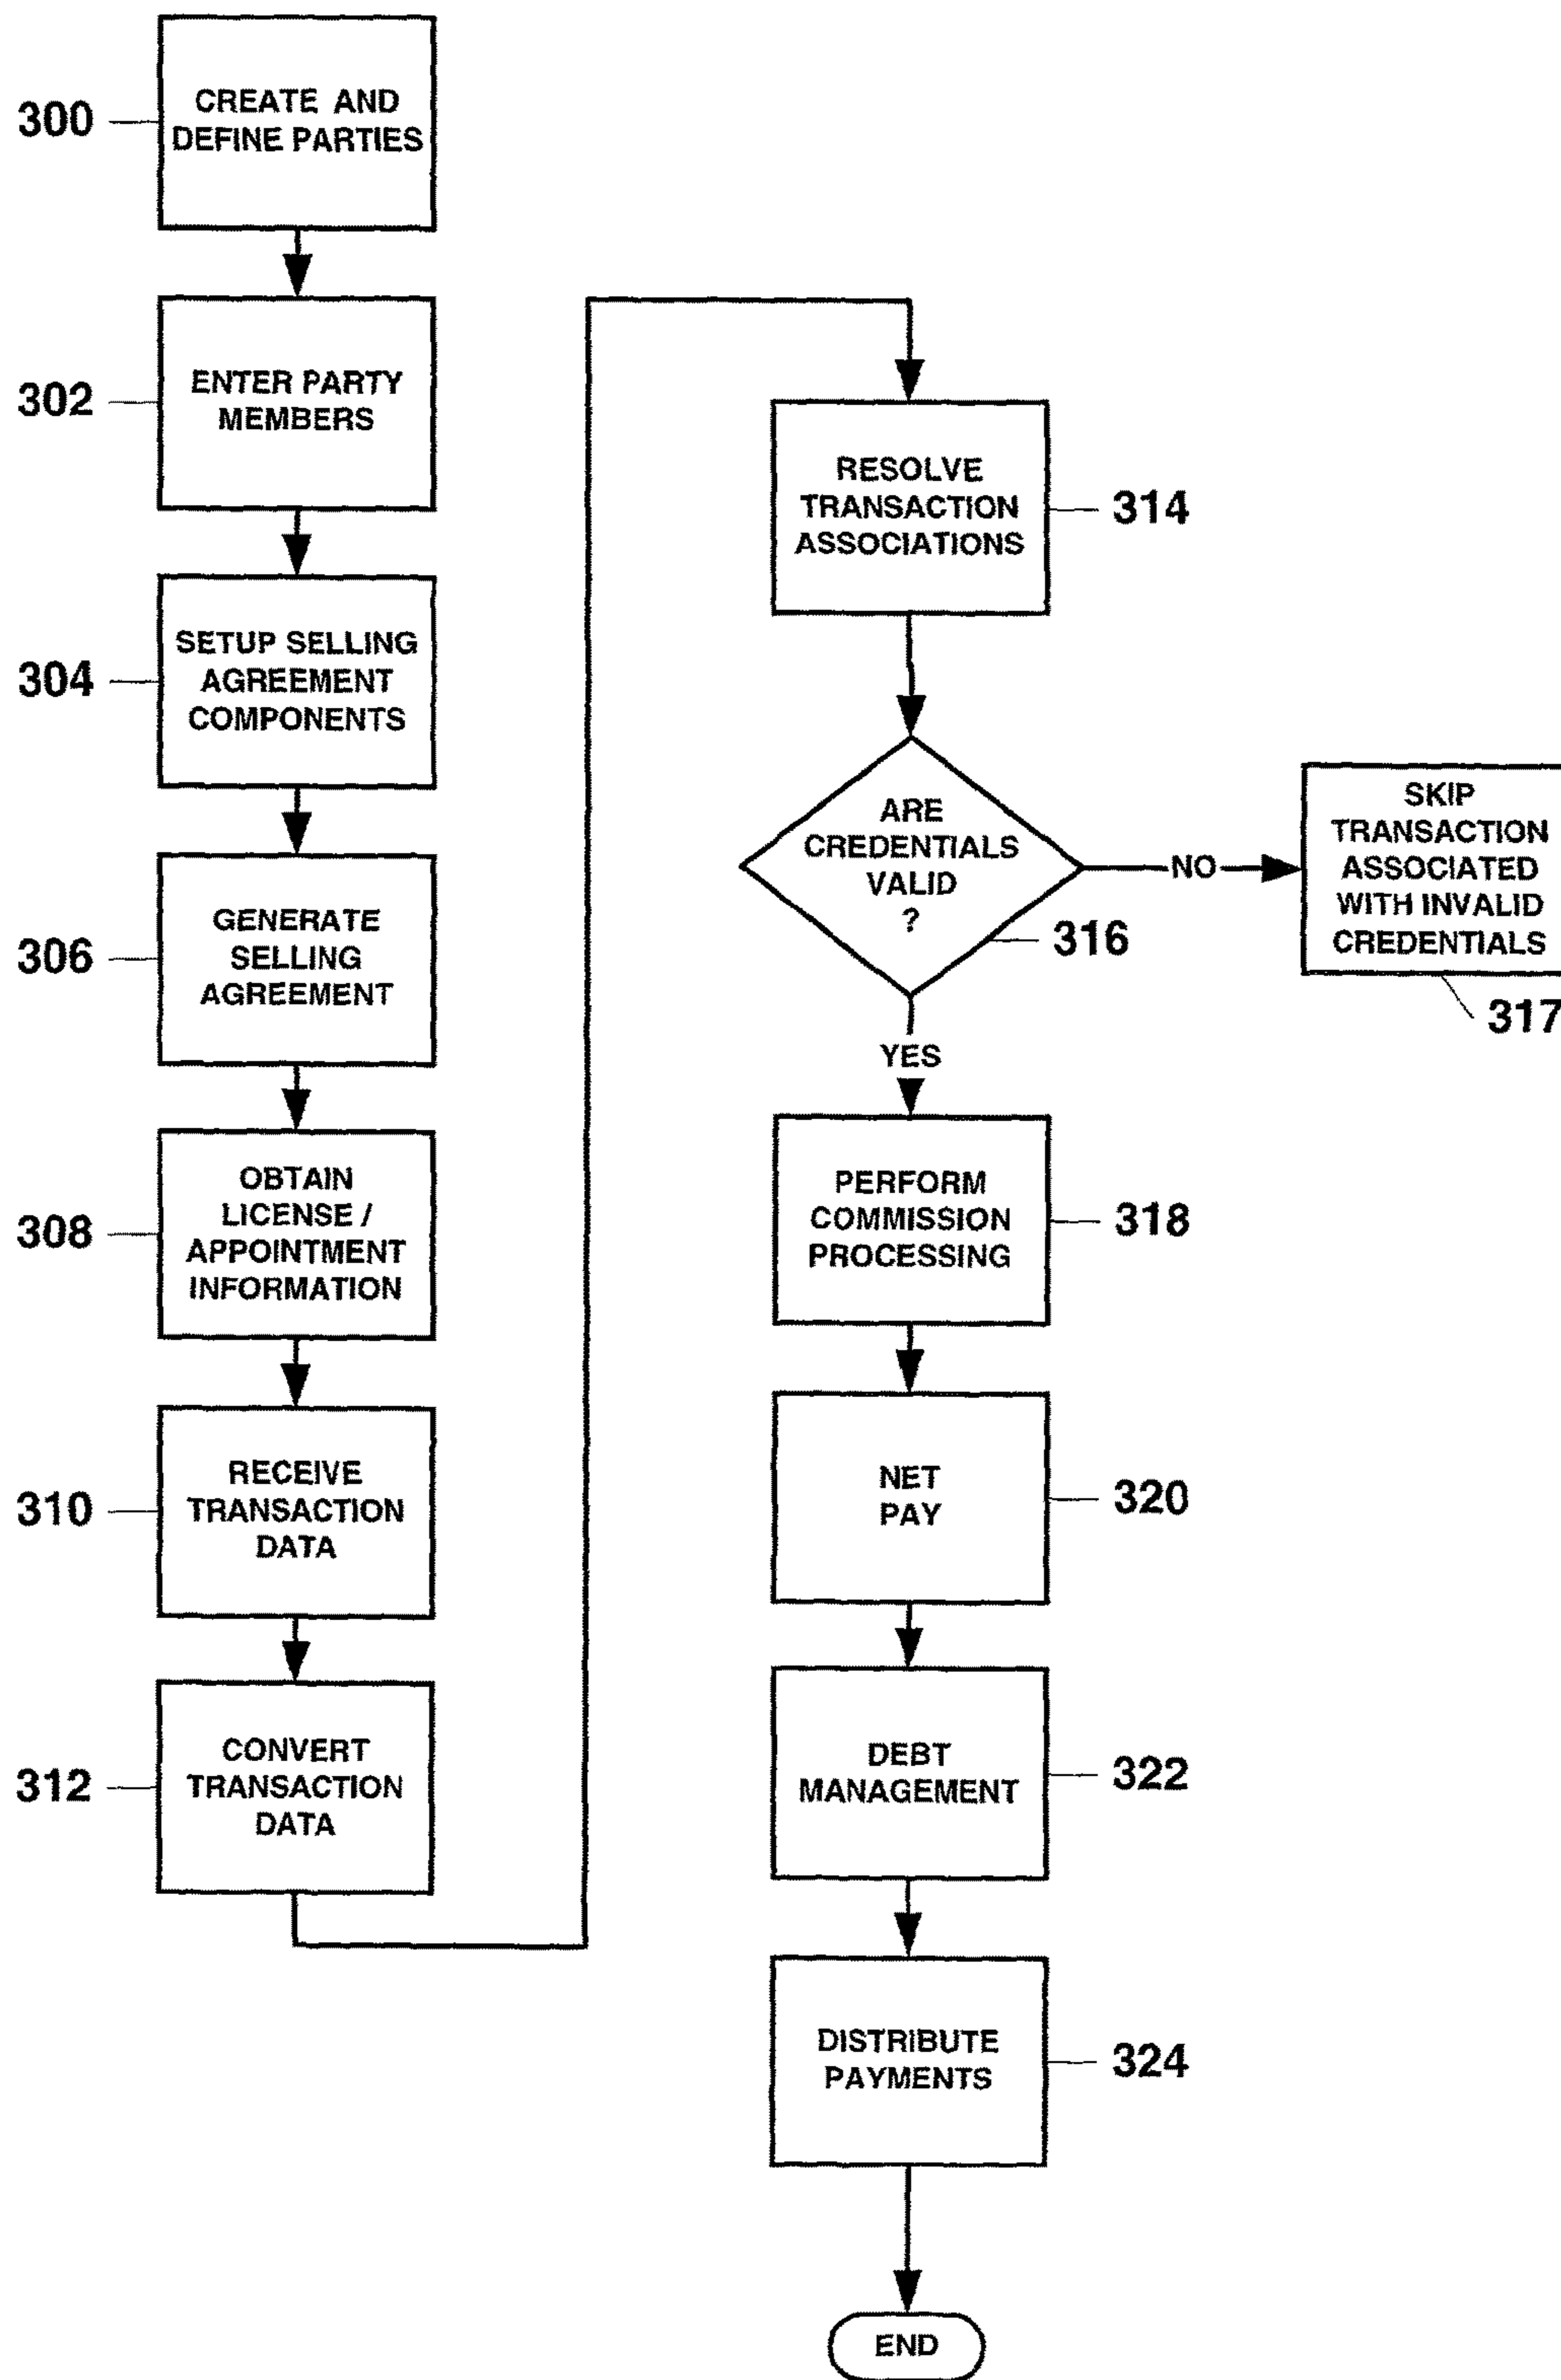 300
CREATE AND
DEFINE PARTIES
302
ENTER PARTY
MEMBERS
304
SETUP SELLING
AGREEMENT
COMPONENTS
306
GENERATE
SELLING
AGREEMENT
308
OBTAIN
LICENSE /
APPOINTMENT
INFORMATION
310
RECEIVE
TRANSACTION
DATA
312
CONVERT
TRANSACTION
DATA
RESOLVE
TRANSACTION
ASSOCIATIONS
314
ARE
CREDENTIALS
VALID
?
316
NO
SKIP
TRANSACTION
ASSOCIATED
WITH INVALID
CREDENTIALS
317
YES
PERFORM
COMMISSION
PROCESSING
318
NET
PAY
320
DEBT
MANAGEMENT
322
DISTRIBUTE
PAYMENTS
324
END